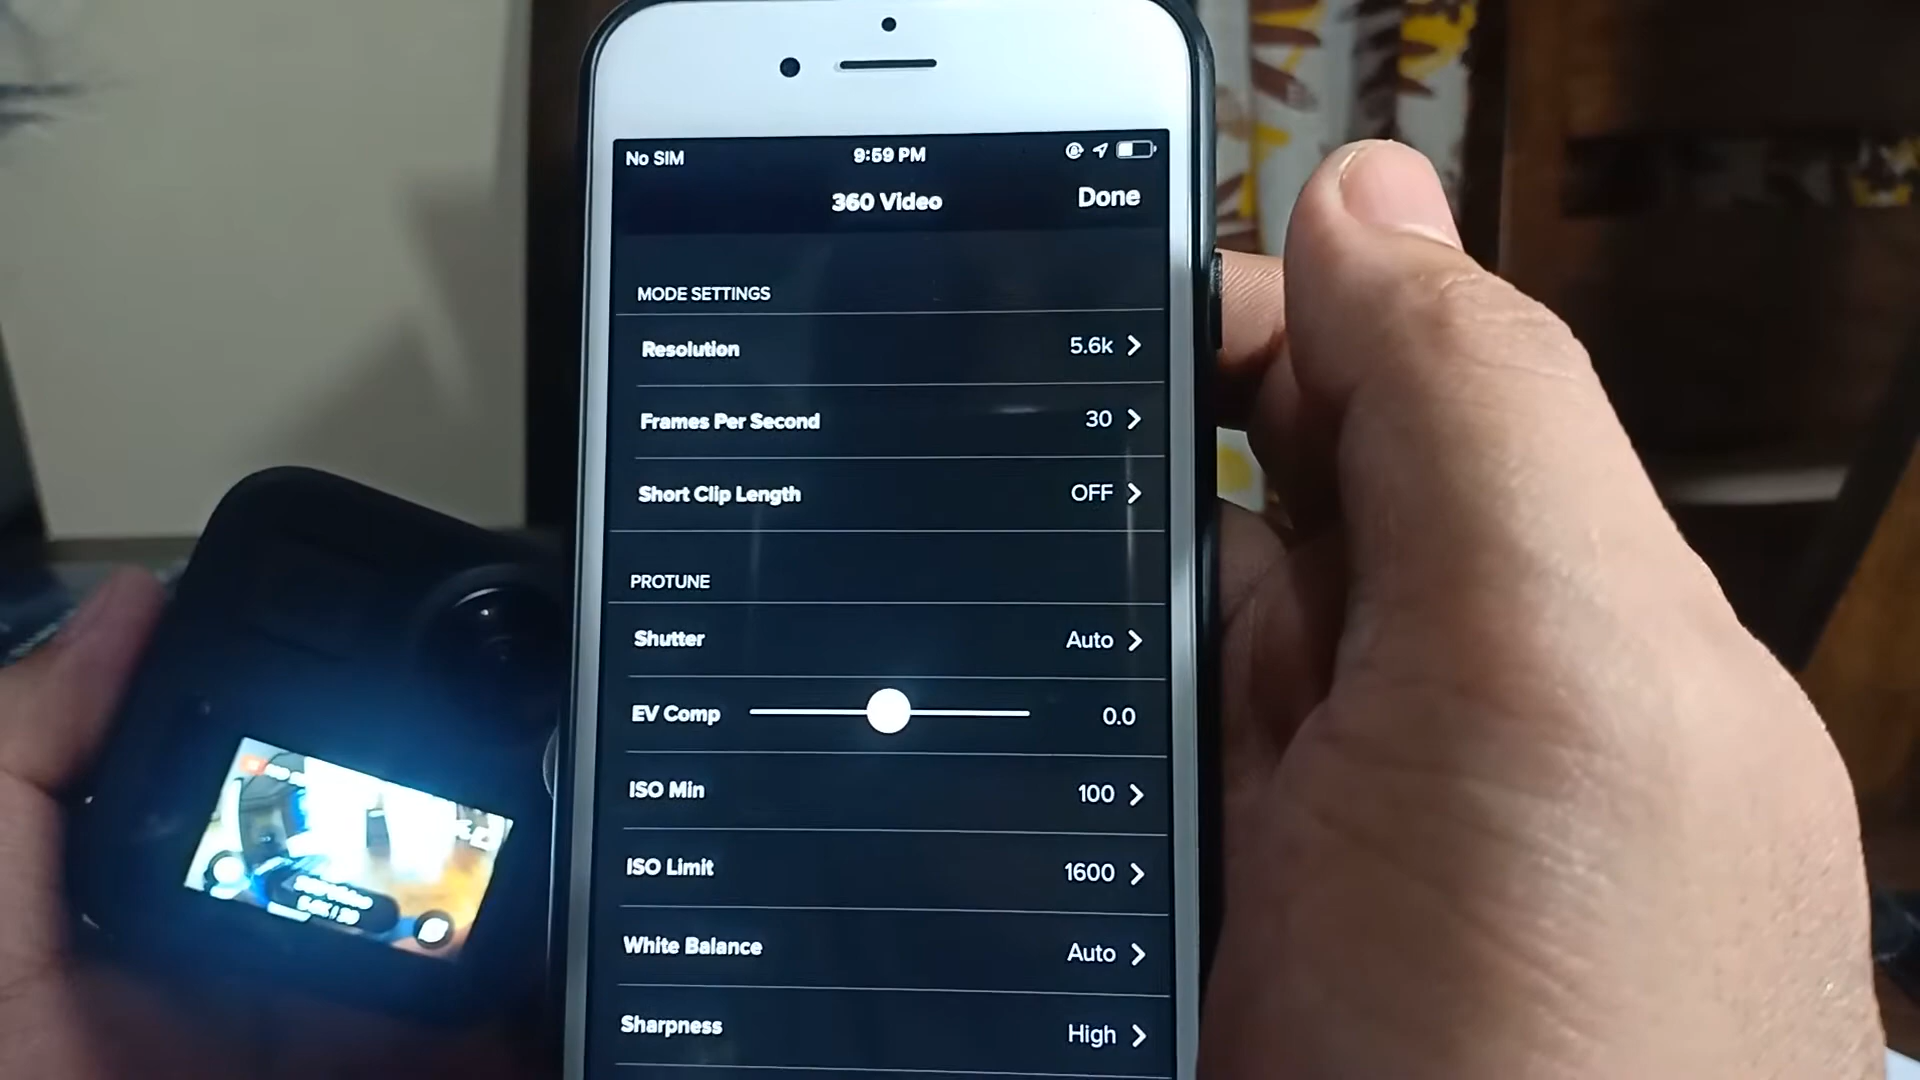 No SIM 9:59 PM
360 Video Done
MODE SETTINGS
Resolution 5.6k
Frames Per Second 30
Short Clip Length OFF
PROTUNE
Shutter Auto
EV Comp 0.0
ISO Min 100
ISO Limit 1600
White Balance Auto
Sharpness High